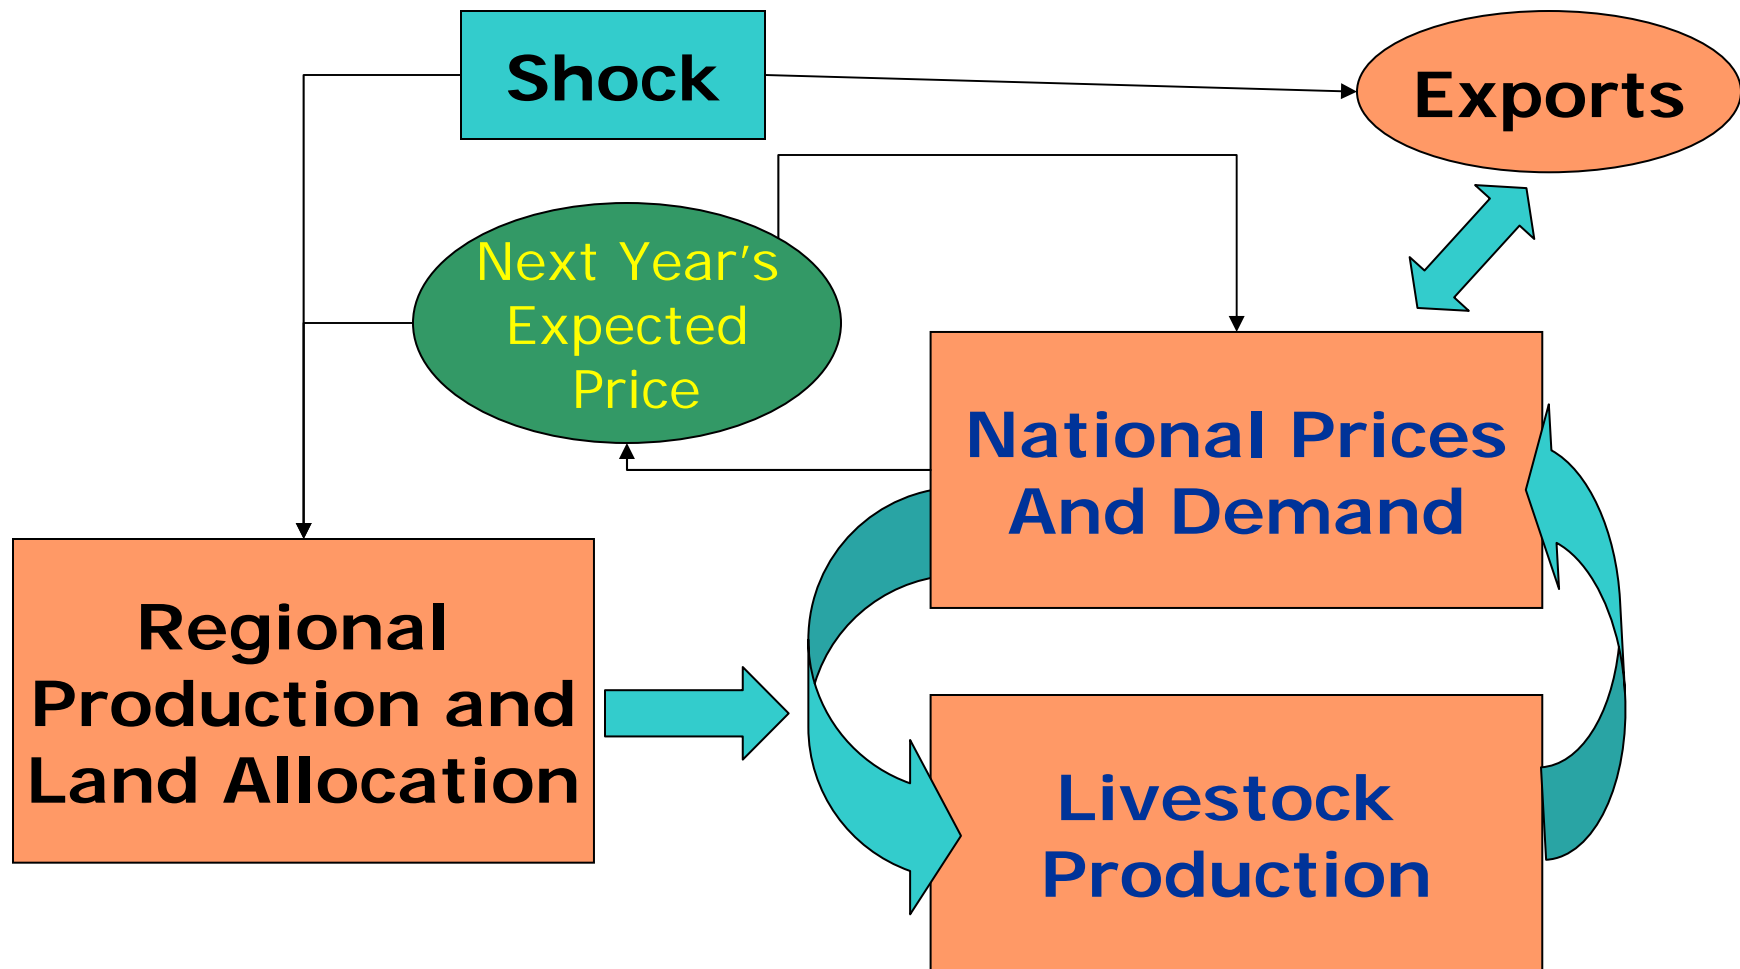 Shock
Exports
Next Year’s
Expected
Price
National Prices
And Demand
Regional
Production and
Land Allocation
Livestock
Production